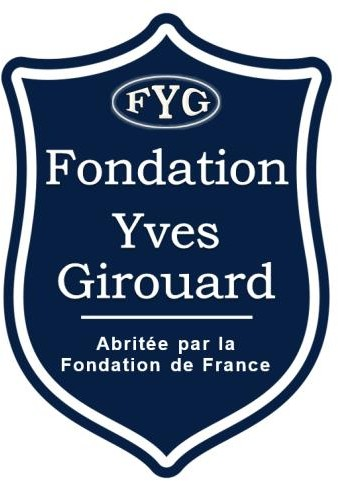 FYG
Fondation
Yves
Girouard
Abritée par la
Fondation de France